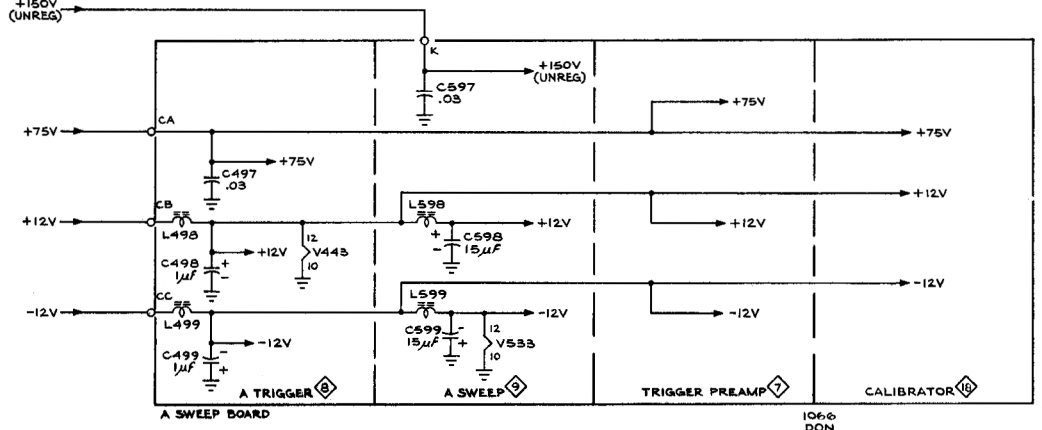 +150V
(UNREG)
K
+150V
(UNREG)
C597
.03
+75V
CA
+75V
+75V
+75V
C497
.03
CB
+12V
L498
+12V
C498
1μF
+
-
12
V443
10
L598
+12V
+
-
C598
15μF
+12V
+12V
CC
-12V
L499
-12V
C499
1μF
-
+
L599
-12V
C599
15μF
-
+
12
V533
10
-12V
-12V
A TRIGGER 8
A SWEEP 9
TRIGGER PREAMP 7
CALIBRATOR 18
A SWEEP BOARD
1066
DON